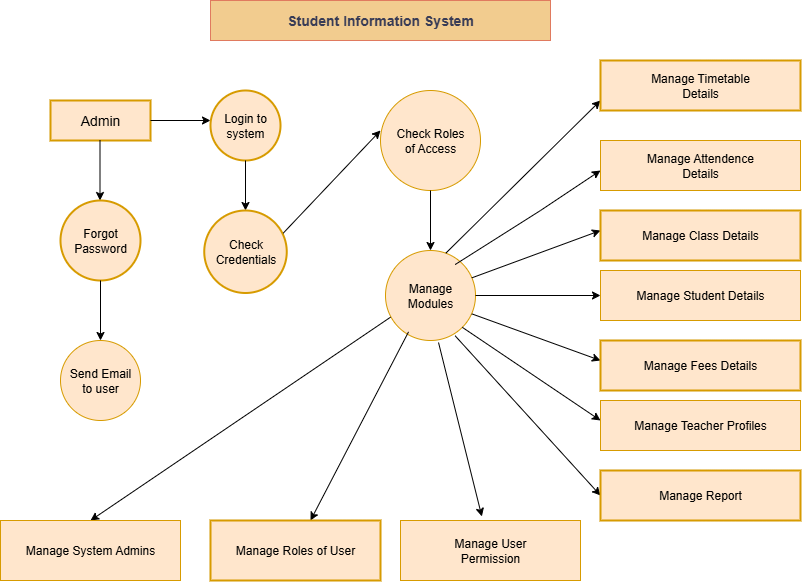 Student Information System
Admin
Login to
system
Check Roles
of Access
Manage Timetable
Details
Manage Attendence
Details
Forgot
Password
Check
Credentials
Manage Class Details
Manage
Modules
Manage Student Details
Send Email
to user
Manage Fees Details
Manage Teacher Profiles
Manage Report
Manage System Admins
Manage Roles of User
Manage User
Permission